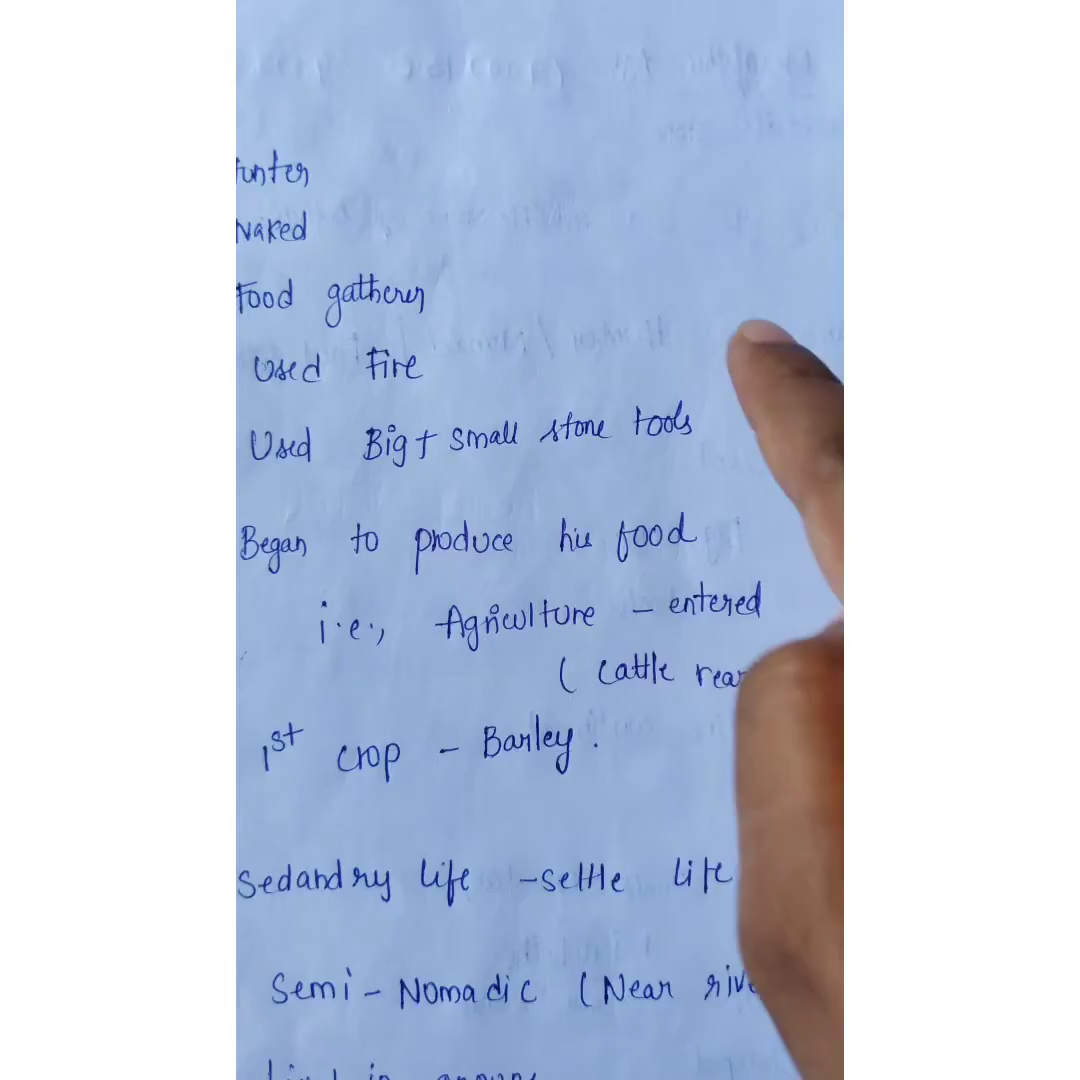 Hunter
Naked
Food gatherer
Used Fire
Used Big + small stone tools
Began to produce his food
i.e., Agriculture - entered
( cattle rear
1st crop - Barley.
Sedandry life - settle life
Semi - Nomadic (Near rive